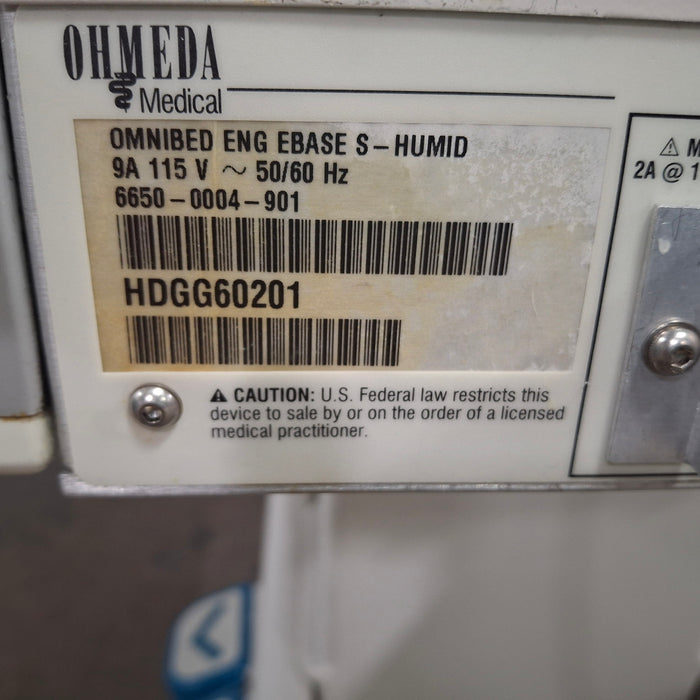 OHMEDA
Medical
OMNIBED ENG EBASE S-HUMID
9A 115 V ~ 50/60 Hz
6650-0004-901
HDGG60201
⚠ CAUTION: U.S. Federal law restricts this
device to sale by or on the order of a licensed
medical practitioner.
⚠ M
2A @ 1